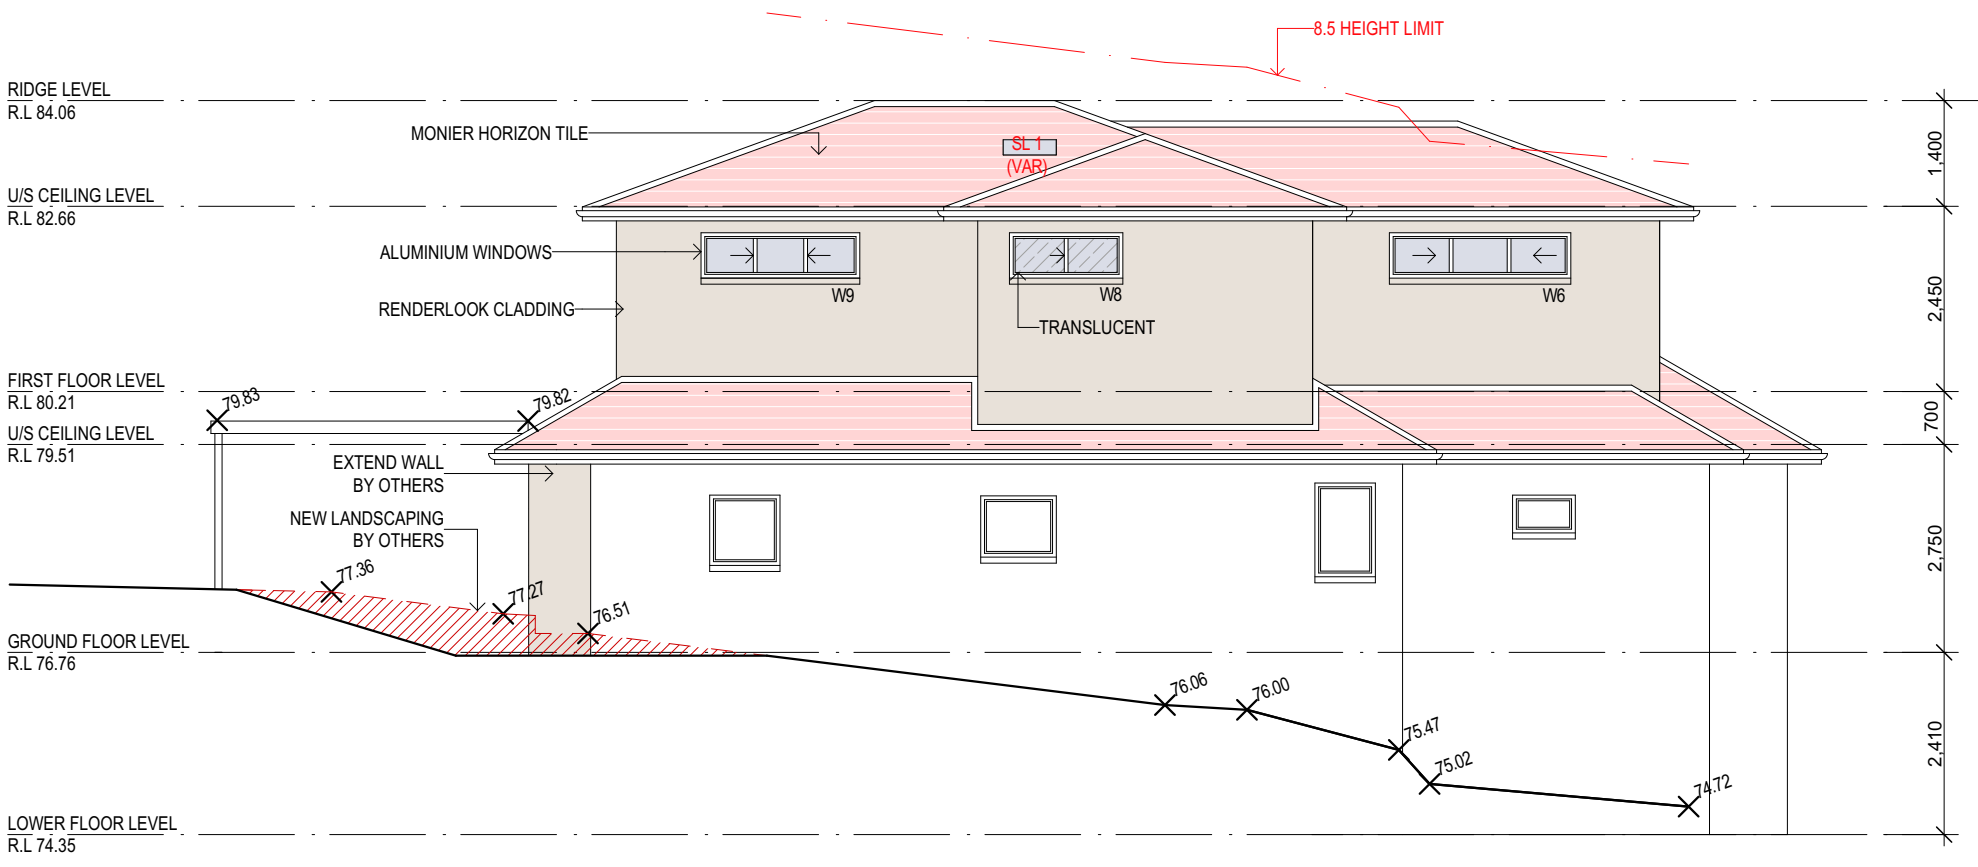 8.5 HEIGHT LIMIT
RIDGE LEVEL
R.L 84.06
MONIER HORIZON TILE
SL 1
(VAR)
1,400
U/S CEILING LEVEL
R.L 82.66
ALUMINIUM WINDOWS
W9
W8
W6
RENDERLOOK CLADDING
TRANSLUCENT
2,450
FIRST FLOOR LEVEL
R.L 80.21
79.83
79.82
700
U/S CEILING LEVEL
R.L 79.51
EXTEND WALL
BY OTHERS
NEW LANDSCAPING
BY OTHERS
2,750
77.36
77.27
76.51
GROUND FLOOR LEVEL
R.L 76.76
76.06
76.00
75.47
75.02
74.72
2,410
LOWER FLOOR LEVEL
R.L 74.35